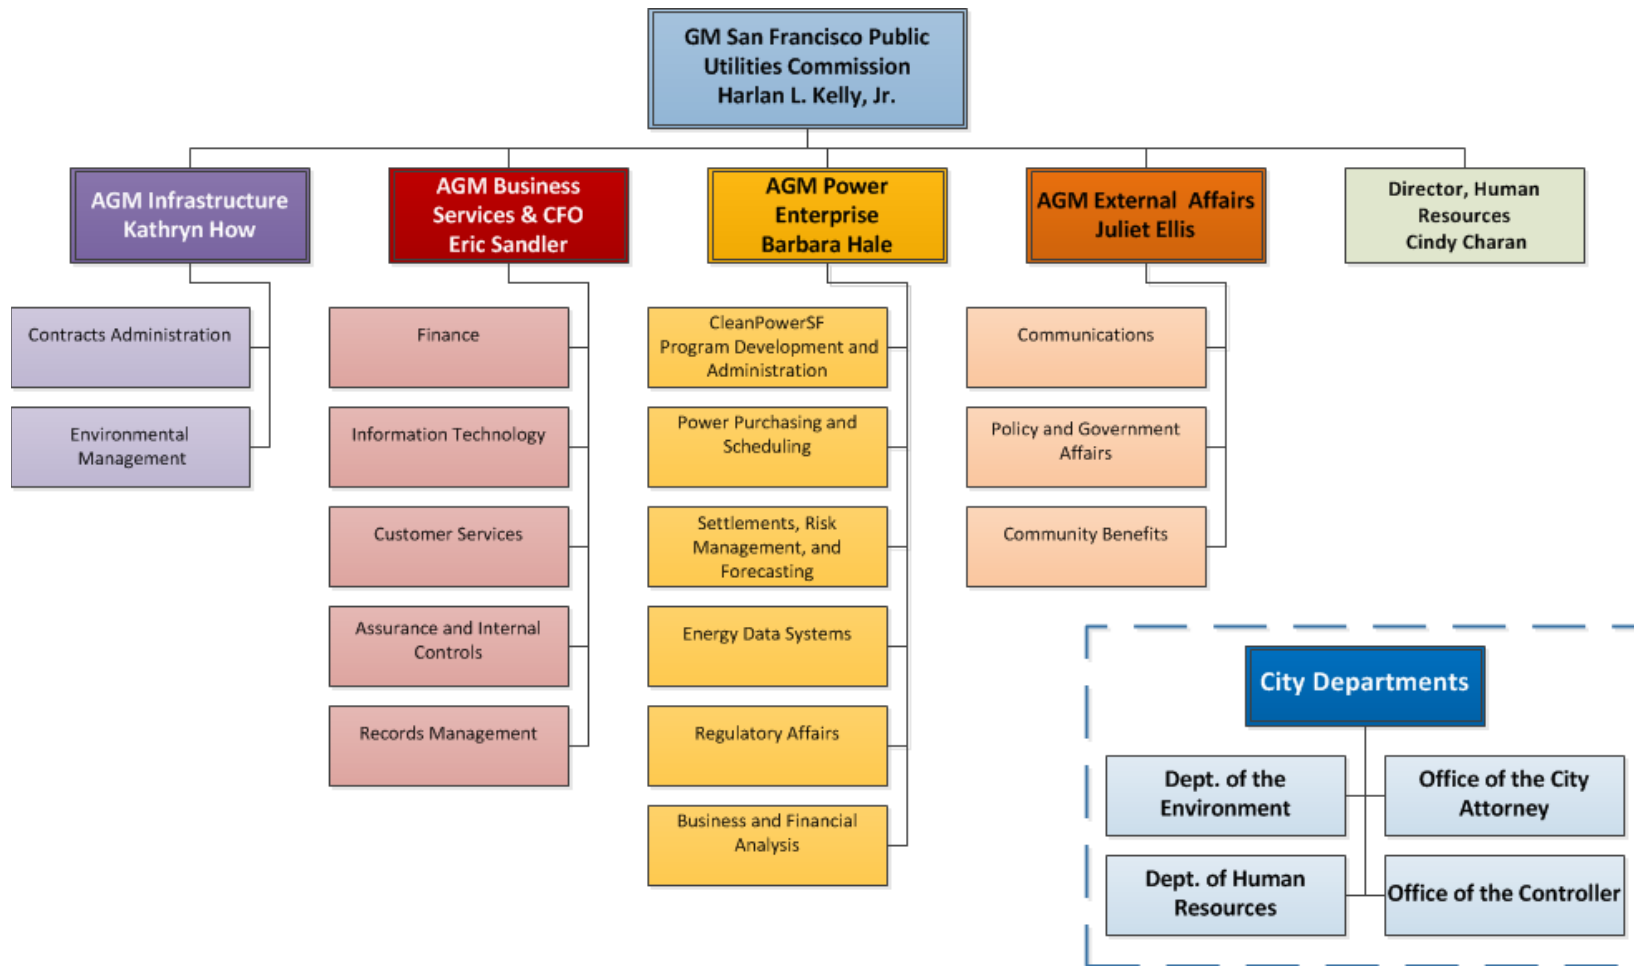 GM San Francisco Public
Utilities Commission
Harlan L. Kelly, Jr.
AGM Infrastructure
Kathryn How
AGM Business
Services & CFO
Eric Sandler
AGM Power
Enterprise
Barbara Hale
AGM External  Affairs
Juliet Ellis
Director, Human
Resources
Cindy Charan
Contracts Administration
Environmental
Management
Finance
Information Technology
Customer Services
Assurance and Internal
Controls
Records Management
CleanPowerSF
Program Development and
Administration
Power Purchasing and
Scheduling
Settlements, Risk
Management, and
Forecasting
Energy Data Systems
Regulatory Affairs
Business and Financial
Analysis
Communications
Policy and Government
Affairs
Community Benefits
City Departments
Dept. of the
Environment
Office of the City
Attorney
Dept. of Human
Resources
Office of the Controller